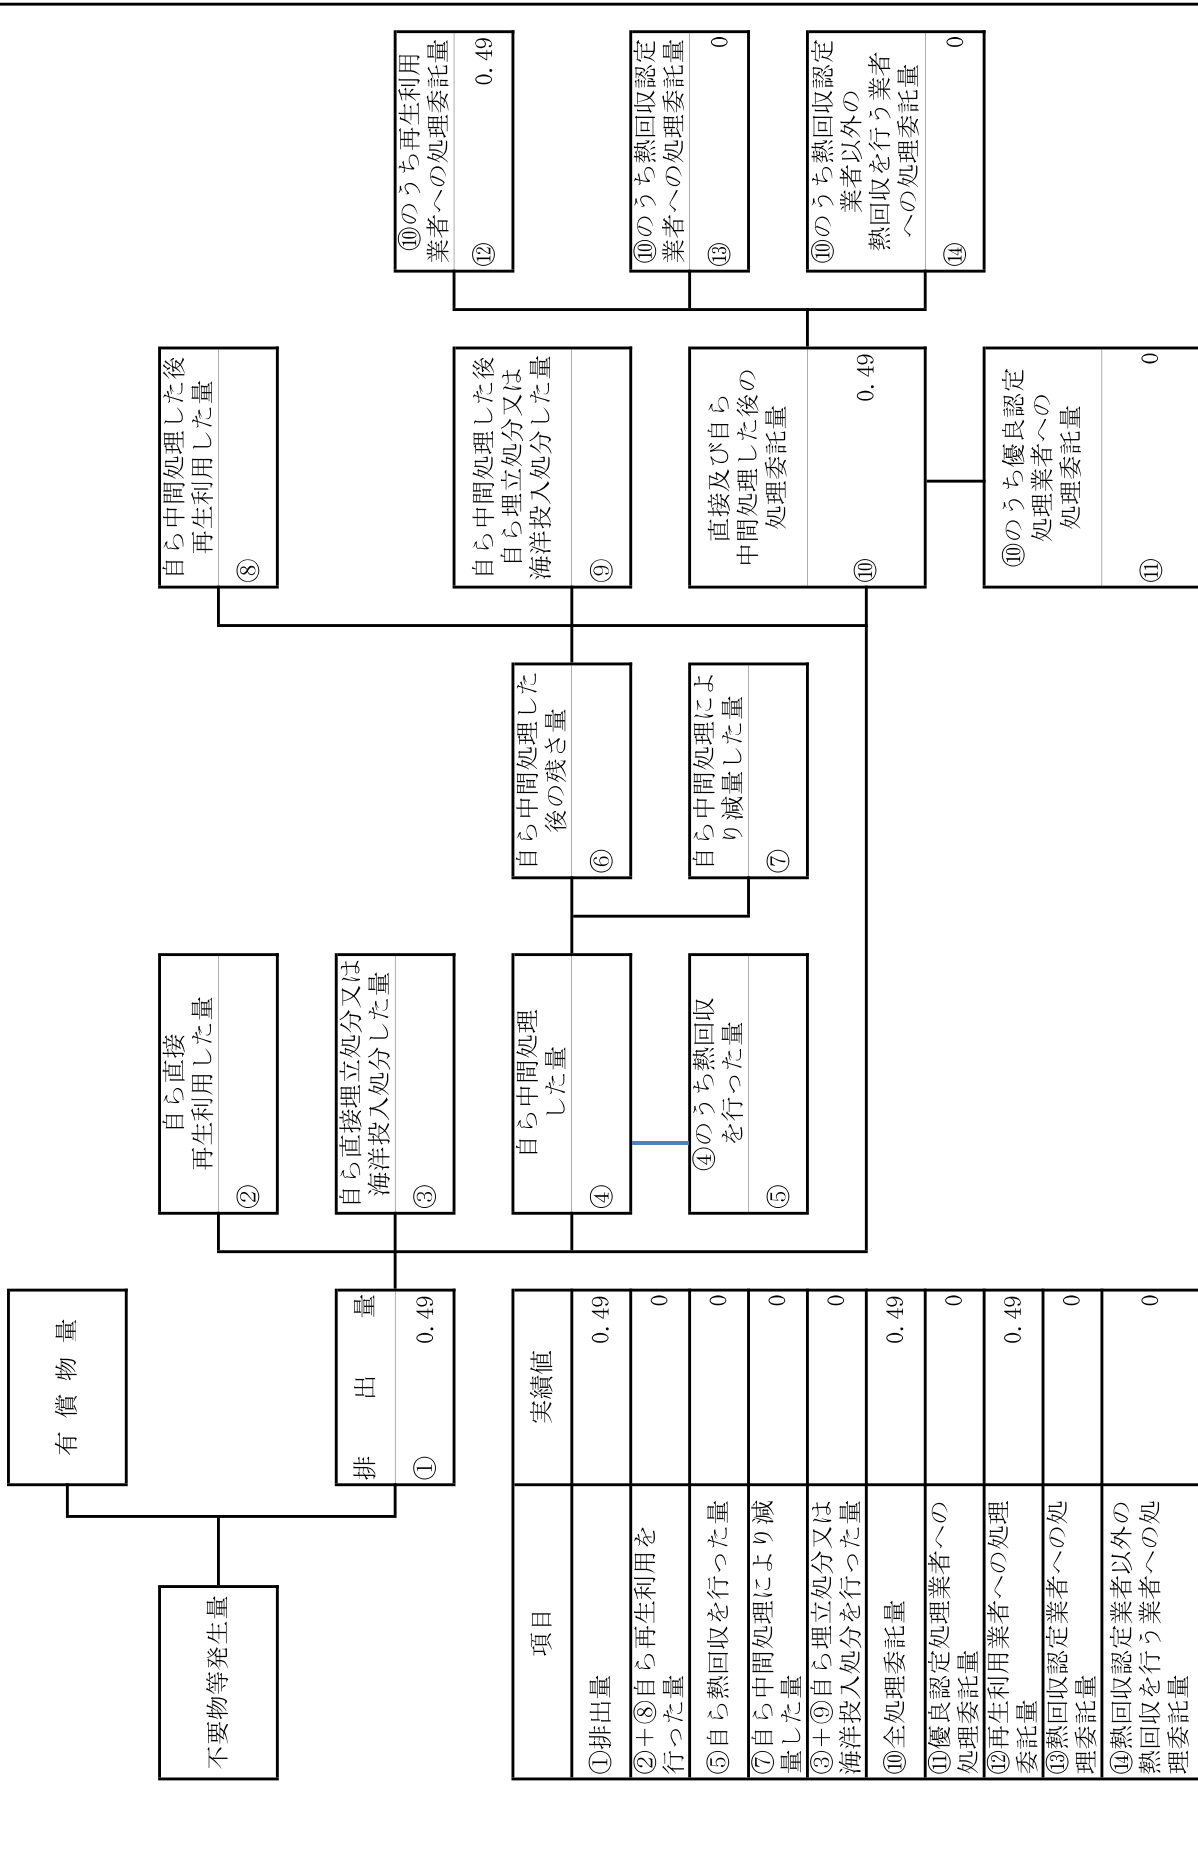 有償物量
不要物等発生量
排出量
① 0.49
自ら直接
再生利用した量
②
自ら直接埋立処分又は
海洋投入処分した量
③
自ら中間処理
した量
④
④のうち熱回収
を行った量
⑤
自ら中間処理した
後の残さ量
⑥
自ら中間処理によ
り減量した量
⑦
自ら中間処理した後
再生利用した量
⑧
自ら中間処理した後
自ら埋立処分又は
海洋投入処分した量
⑨
直接及び自ら
中間処理した後の
処理委託量
⑩ 0.49
⑩のうち優良認定
処理業者への
処理委託量
⑪ 0
⑩のうち再生利用
業者への処理委託量
⑫ 0.49
⑩のうち熱回収認定
業者への処理委託量
⑬ 0
⑩のうち熱回収認定
業者以外の
熱回収を行う業者
への処理委託量
⑭ 0
項目 実績値
①排出量 0.49
②+⑧自ら再生利用を
行った量 0
⑤自ら熱回収を行った量 0
⑦自ら中間処理により減
量した量 0
③+⑨自ら埋立処分又は
海洋投入処分を行った量 0
⑩全処理委託量 0.49
⑪優良認定処理業者への
処理委託量 0
⑫再生利用業者への処理
委託量 0.49
⑬熱回収認定業者への処
理委託量 0
⑭熱回収認定業者以外の
熱回収を行う業者への処
理委託量 0